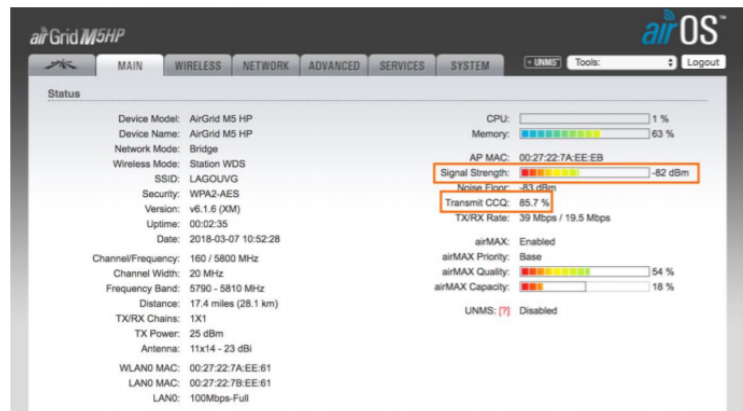 airGrid M5HP
airOS™
MAIN WIRELESS NETWORK ADVANCED SERVICES SYSTEM UNMS Tools: Logout
Status
Device Model: AirGrid M5 HP
Device Name: AirGrid M5 HP
Network Mode: Bridge
Wireless Mode: Station WDS
SSID: LAGOUVG
Security: WPA2-AES
Version: v6.1.6 (XM)
Uptime: 00:02:35
Date: 2018-03-07 10:52:28
Channel/Frequency: 160 / 5800 MHz
Channel Width: 20 MHz
Frequency Band: 5790 - 5810 MHz
Distance: 17.4 miles (28.1 km)
TX/RX Chains: 1X1
TX Power: 25 dBm
Antenna: 11x14 - 23 dBi
WLAN0 MAC: 00:27:22:7A:EE:61
LAN0 MAC: 00:27:22:7B:EE:61
LAN0: 100Mbps-Full
CPU: 1 %
Memory: 63 %
AP MAC: 00:27:22:7A:EE:EB
Signal Strength: -82 dBm
Noise Floor: -83 dBm
Transmit CCQ: 85.7 %
TX/RX Rate: 39 Mbps / 19.5 Mbps
airMAX: Enabled
airMAX Priority: Base
airMAX Quality: 54 %
airMAX Capacity: 18 %
UNMS: [?] Disabled